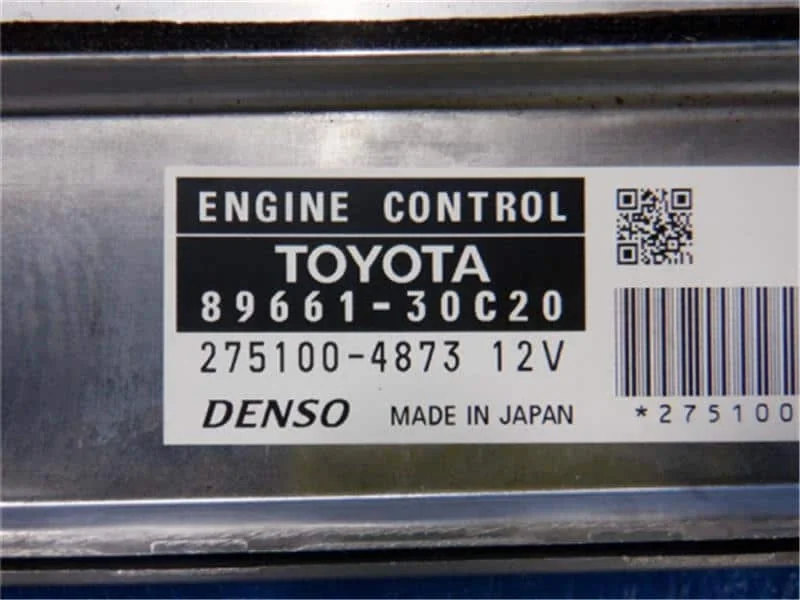 ENGINE CONTROL
TOYOTA
89661-30C20
275100-4873 12V
DENSO MADE IN JAPAN
*275100